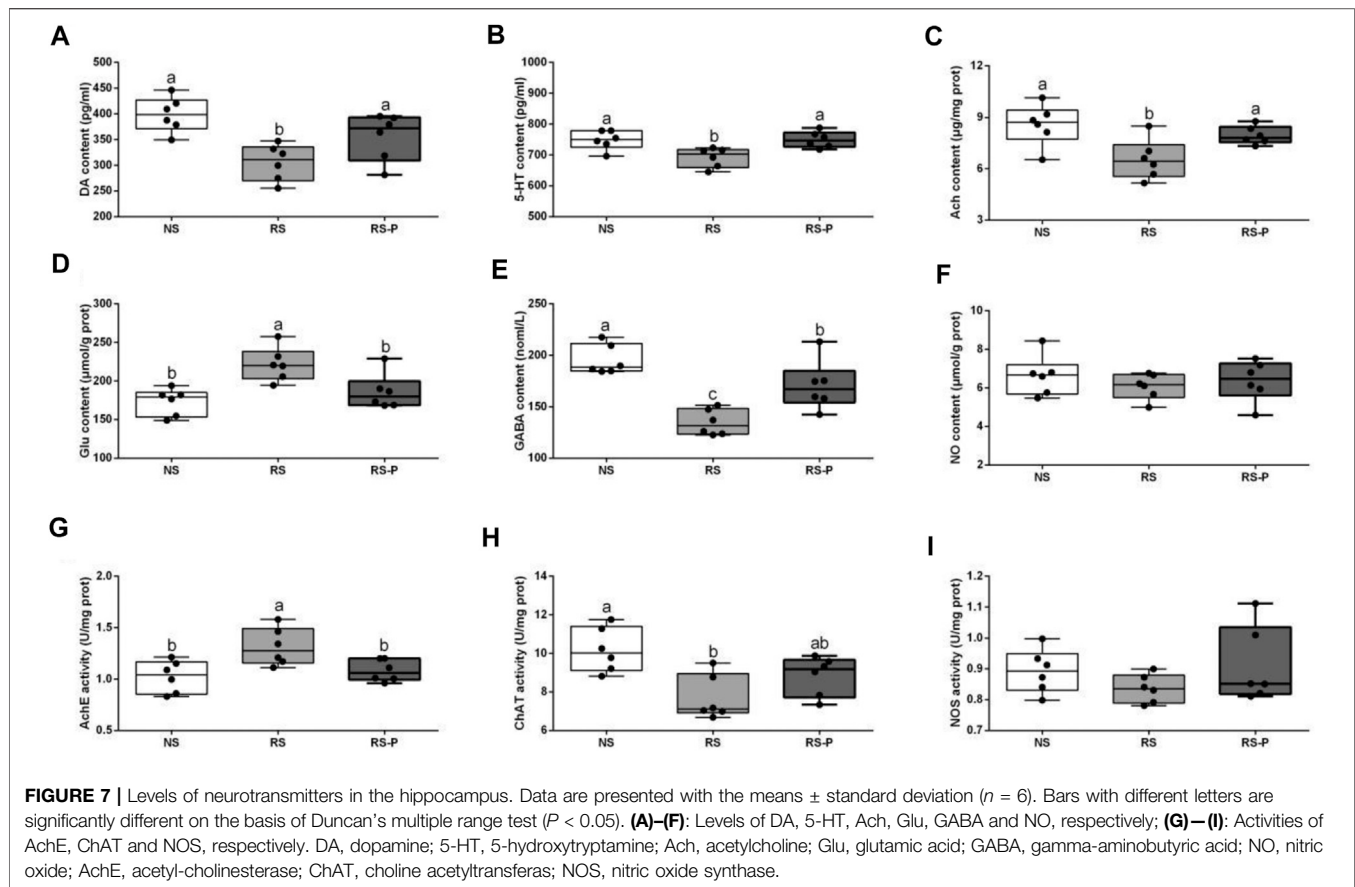 A
DA content (pg/ml)
500
450
400
350
300
250
200
a
b
a
NS
RS
RS-P
B
5-HT content (pg/ml)
1000
900
800
700
600
500
a
b
a
NS
RS
RS-P
C
Ach content (µg/mg prot)
12
9
6
3
a
b
a
NS
RS
RS-P
D
Glu content (µmol/g prot)
300
250
200
150
100
b
a
b
NS
RS
RS-P
E
GABA content (noml/L)
250
200
150
100
a
c
b
NS
RS
RS-P
F
NO content (µmol/g prot)
10
8
6
4
2
NS
RS
RS-P
G
AchE activity (U/mg prot)
2.0
1.5
1.0
0.5
b
a
b
NS
RS
RS-P
H
ChAT activity (U/mg prot)
14
12
10
8
6
a
b
ab
NS
RS
RS-P
I
NOS activity (U/mg prot)
1.2
1.1
1.0
0.9
0.8
0.7
NS
RS
RS-P
FIGURE 7 | Levels of neurotransmitters in the hippocampus. Data are presented with the means ± standard deviation (n = 6). Bars with different letters are
significantly different on the basis of Duncan's multiple range test (P < 0.05). (A)–(F): Levels of DA, 5-HT, Ach, Glu, GABA and NO, respectively; (G)—(I): Activities of
AchE, ChAT and NOS, respectively. DA, dopamine; 5-HT, 5-hydroxytryptamine; Ach, acetylcholine; Glu, glutamic acid; GABA, gamma-aminobutyric acid; NO, nitric
oxide; AchE, acetyl-cholinesterase; ChAT, choline acetyltransferas; NOS, nitric oxide synthase.